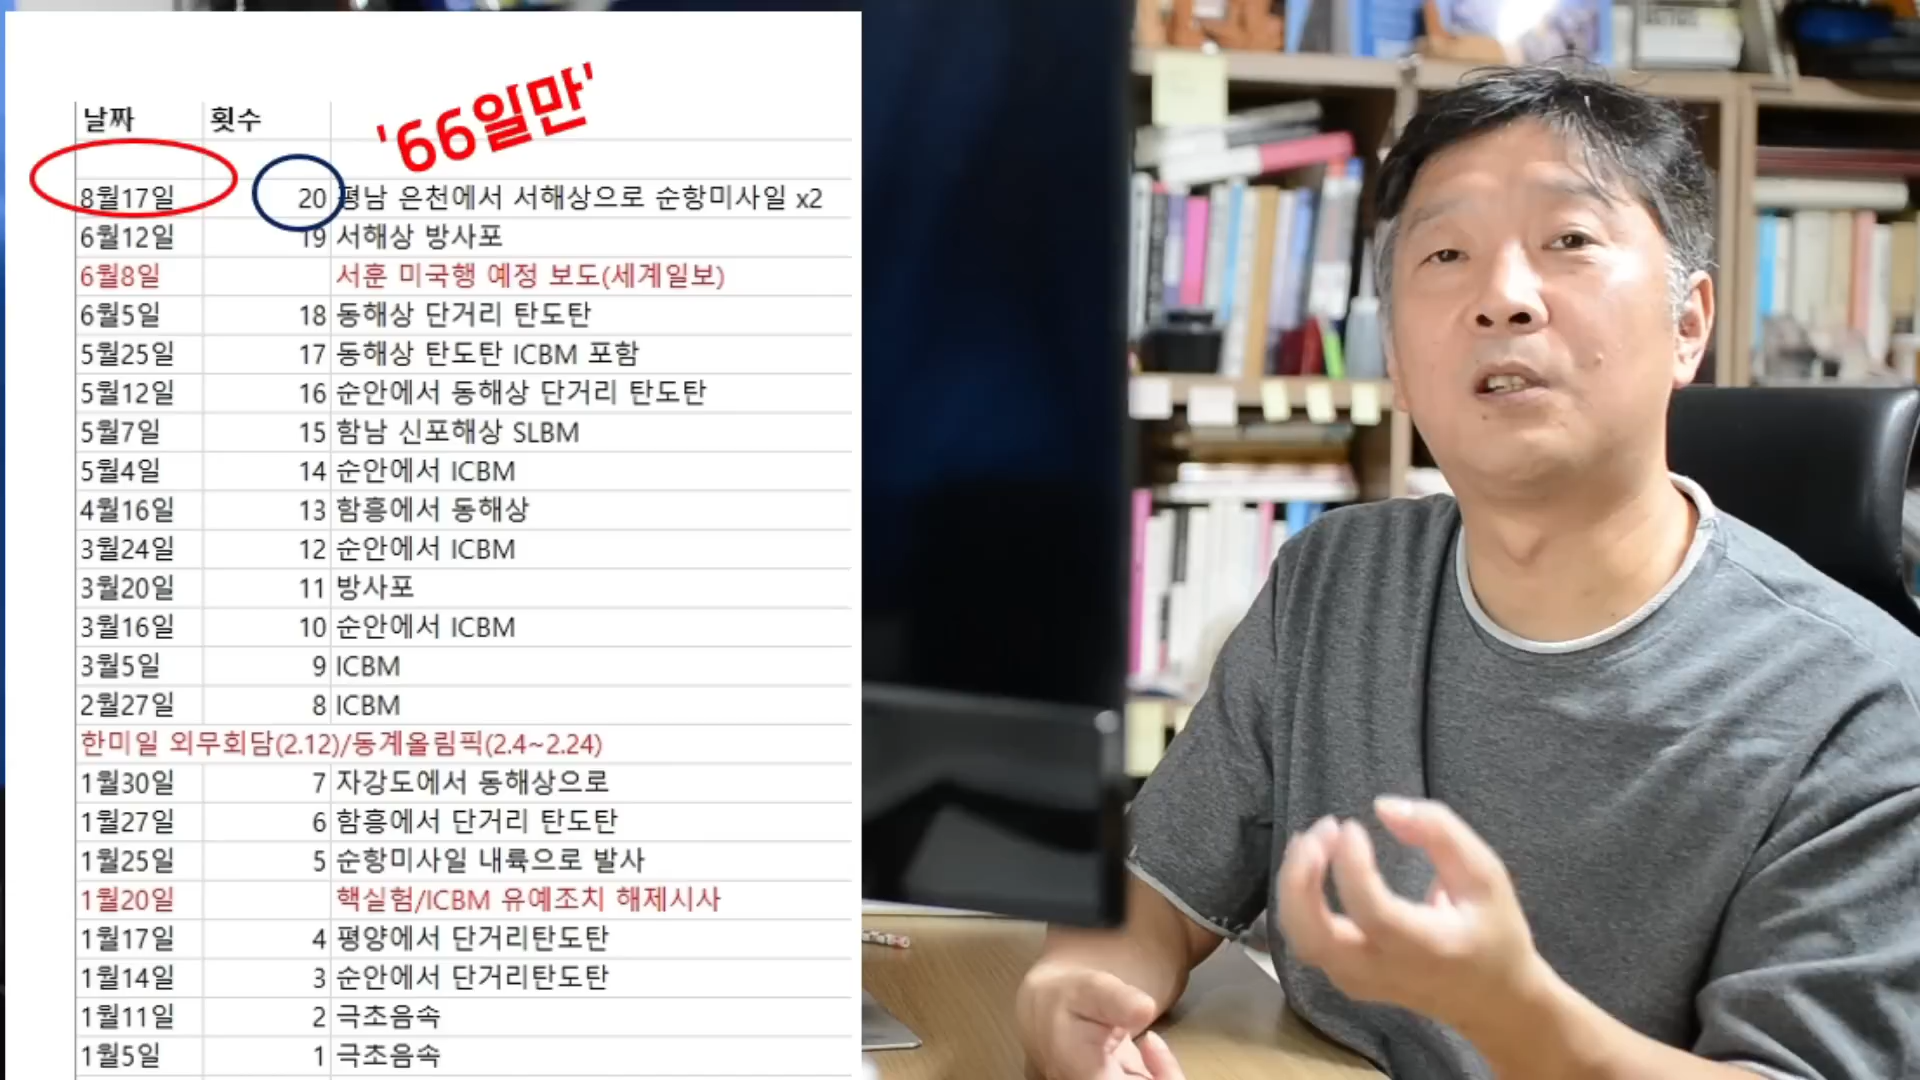 '66일만'
날짜 횟수
8월17일 20 평남 은천에서 서해상으로 순항미사일 x2
6월12일 19 서해상 방사포
6월8일 서훈 미국행 예정 보도(세계일보)
6월5일 18 동해상 단거리 탄도탄
5월25일 17 동해상 탄도탄 ICBM 포함
5월12일 16 순안에서 동해상 단거리 탄도탄
5월7일 15 함남 신포해상 SLBM
5월4일 14 순안에서 ICBM
4월16일 13 함흥에서 동해상
3월24일 12 순안에서 ICBM
3월20일 11 방사포
3월16일 10 순안에서 ICBM
3월5일 9 ICBM
2월27일 8 ICBM
한미일 외무회담(2.12)/동계올림픽(2.4~2.24)
1월30일 7 자강도에서 동해상으로
1월27일 6 함흥에서 단거리 탄도탄
1월25일 5 순항미사일 내륙으로 발사
1월20일 핵실험/ICBM 유예조치 해제시사
1월17일 4 평양에서 단거리탄도탄
1월14일 3 순안에서 단거리탄도탄
1월11일 2 극초음속
1월5일 1 극초음속